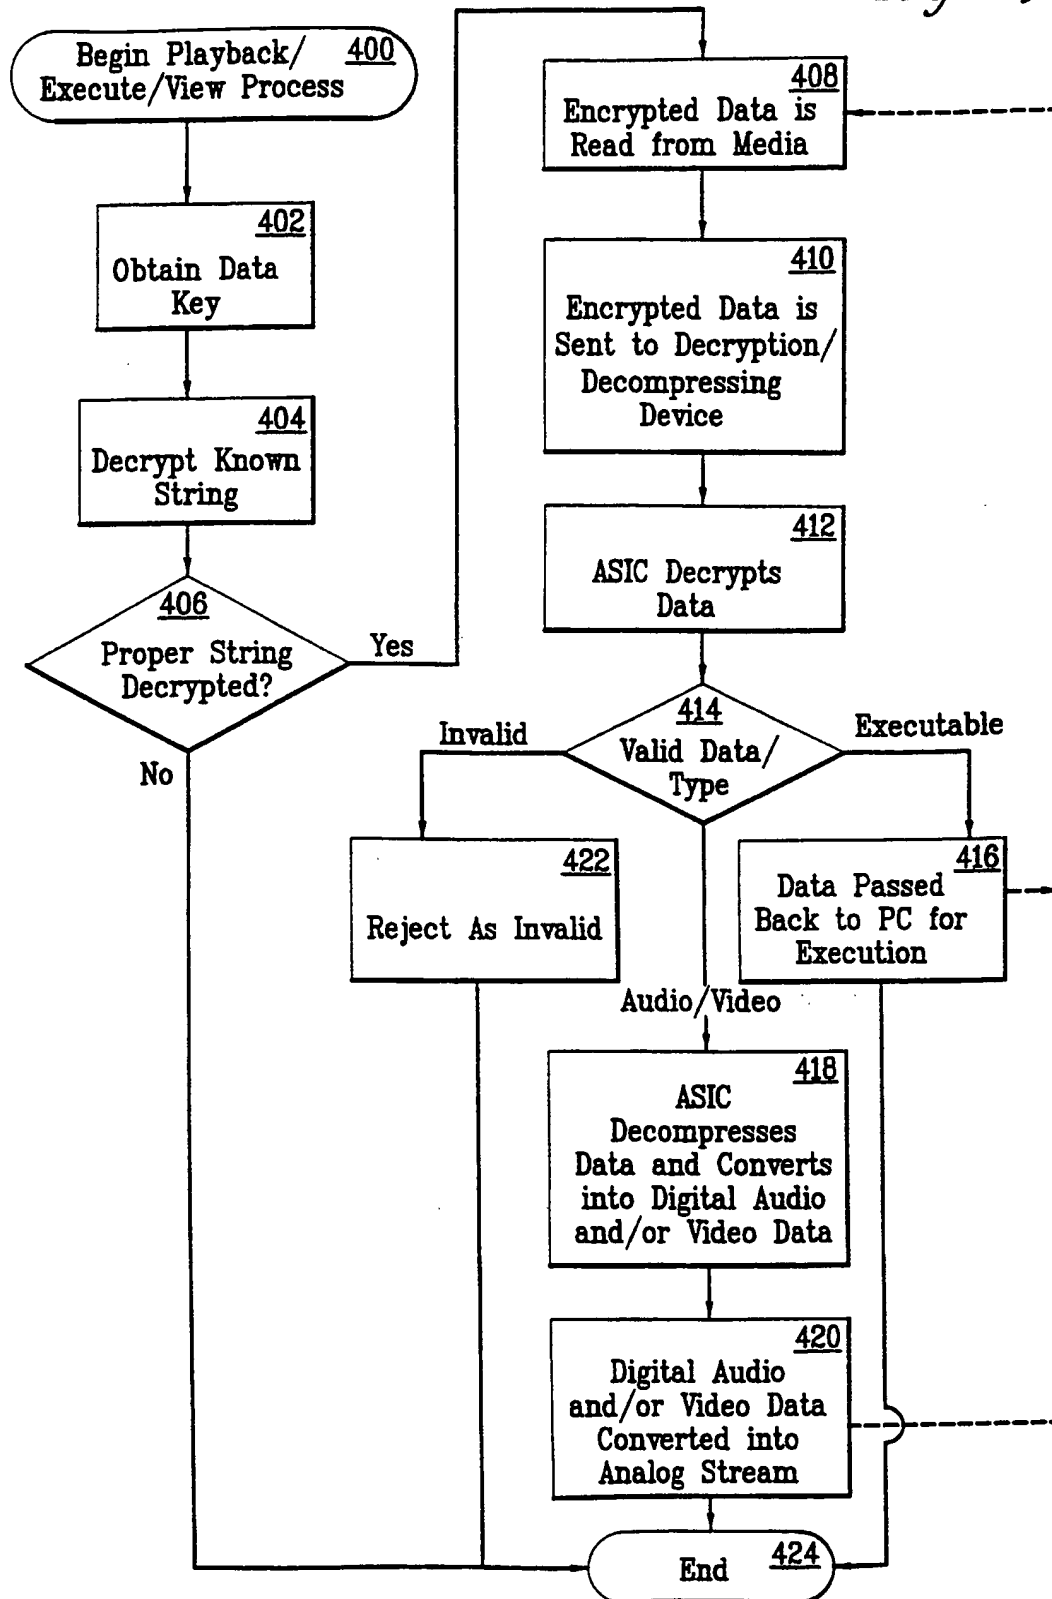 Begin Playback/ 400
Execute/View Process
402
Obtain Data
Key
404
Decrypt Known
String
406
Proper String
Decrypted?
Yes
No
408
Encrypted Data is
Read from Media
410
Encrypted Data is
Sent to Decryption/
Decompressing
Device
412
ASIC Decrypts
Data
414
Valid Data/
Type
Invalid
Executable
422
Reject As Invalid
416
Data Passed
Back to PC for
Execution
Audio/Video
418
ASIC
Decompresses
Data and Converts
into Digital Audio
and/or Video Data
420
Digital Audio
and/or Video Data
Converted into
Analog Stream
End 424